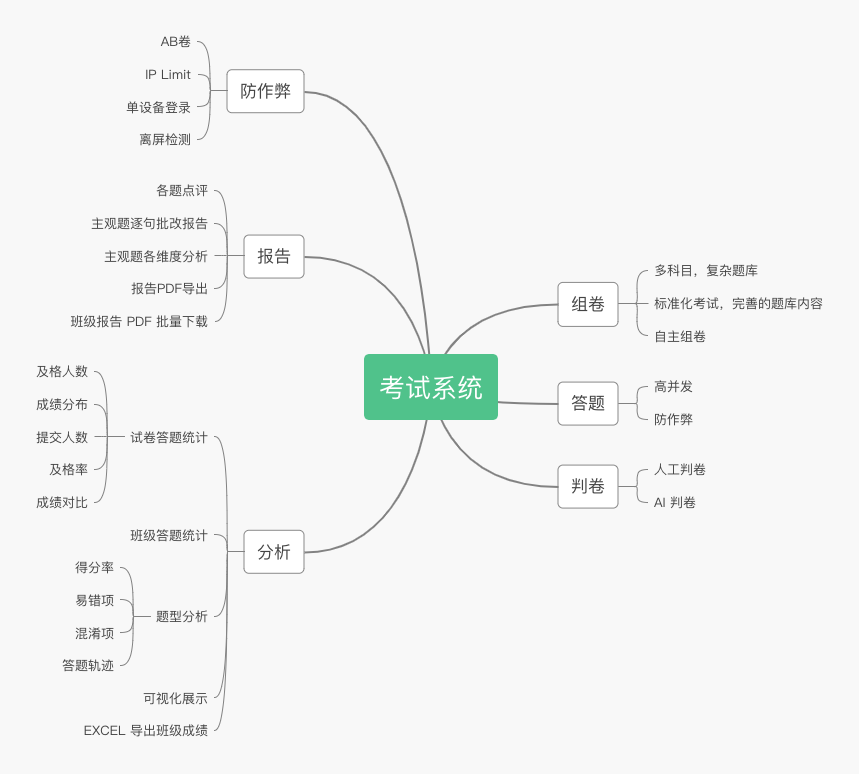 考试系统
防作弊
AB卷
IP Limit
单设备登录
离屏检测
报告
各题点评
主观题逐句批改报告
主观题各维度分析
报告PDF导出
班级报告 PDF 批量下载
分析
试卷答题统计
及格人数
成绩分布
提交人数
及格率
成绩对比
班级答题统计
题型分析
得分率
易错项
混淆项
答题轨迹
可视化展示
EXCEL 导出班级成绩
组卷
多科目，复杂题库
标准化考试，完善的题库内容
自主组卷
答题
高并发
防作弊
判卷
人工判卷
AI 判卷